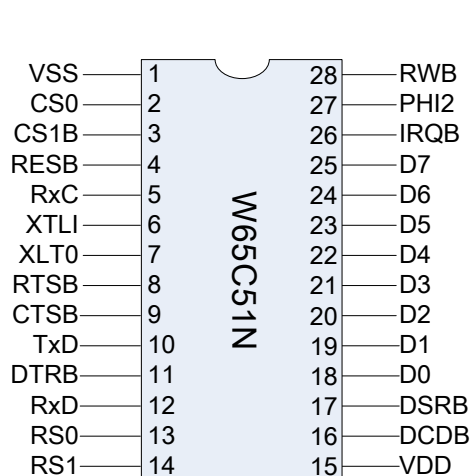 VSS 1 28 RWB
CS0 2 27 PHI2
CS1B 3 26 IRQB
RESB 4 25 D7
RxC 5 24 D6
XTLI 6 23 D5
XLT0 7 22 D4
RTSB 8 21 D3
CTSB 9 20 D2
TxD 10 19 D1
DTRB 11 18 D0
RxD 12 17 DSRB
RS0 13 16 DCDB
RS1 14 15 VDD
W65C51N